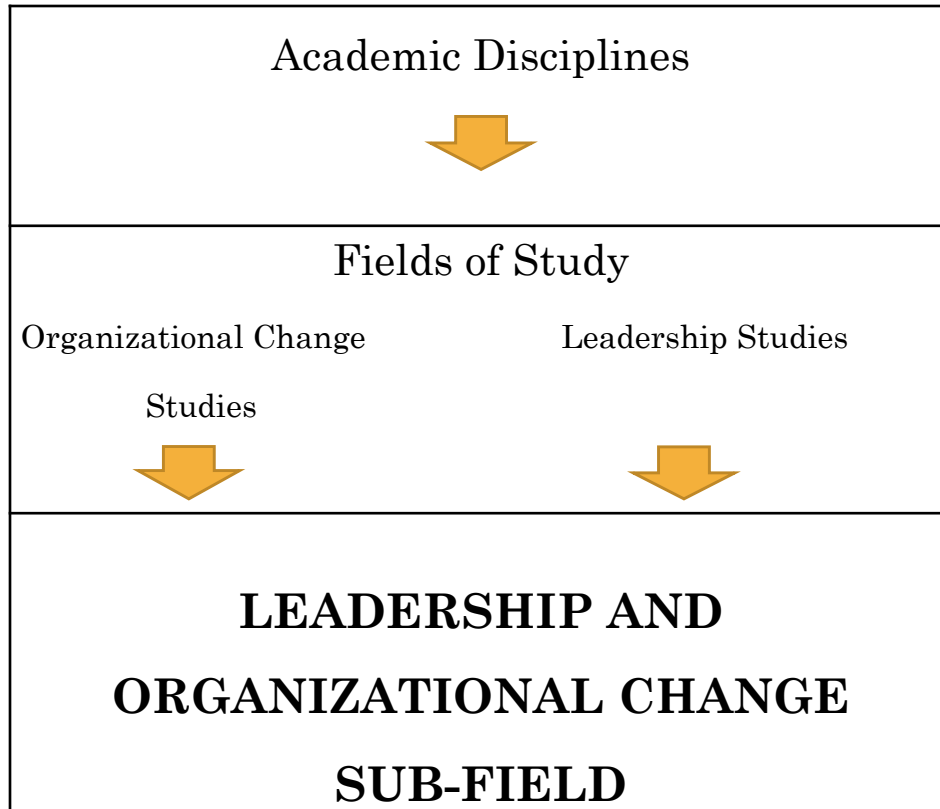 Academic Disciplines
Fields of Study
Organizational Change
Studies
Leadership Studies
LEADERSHIP AND
ORGANIZATIONAL CHANGE
SUB-FIELD